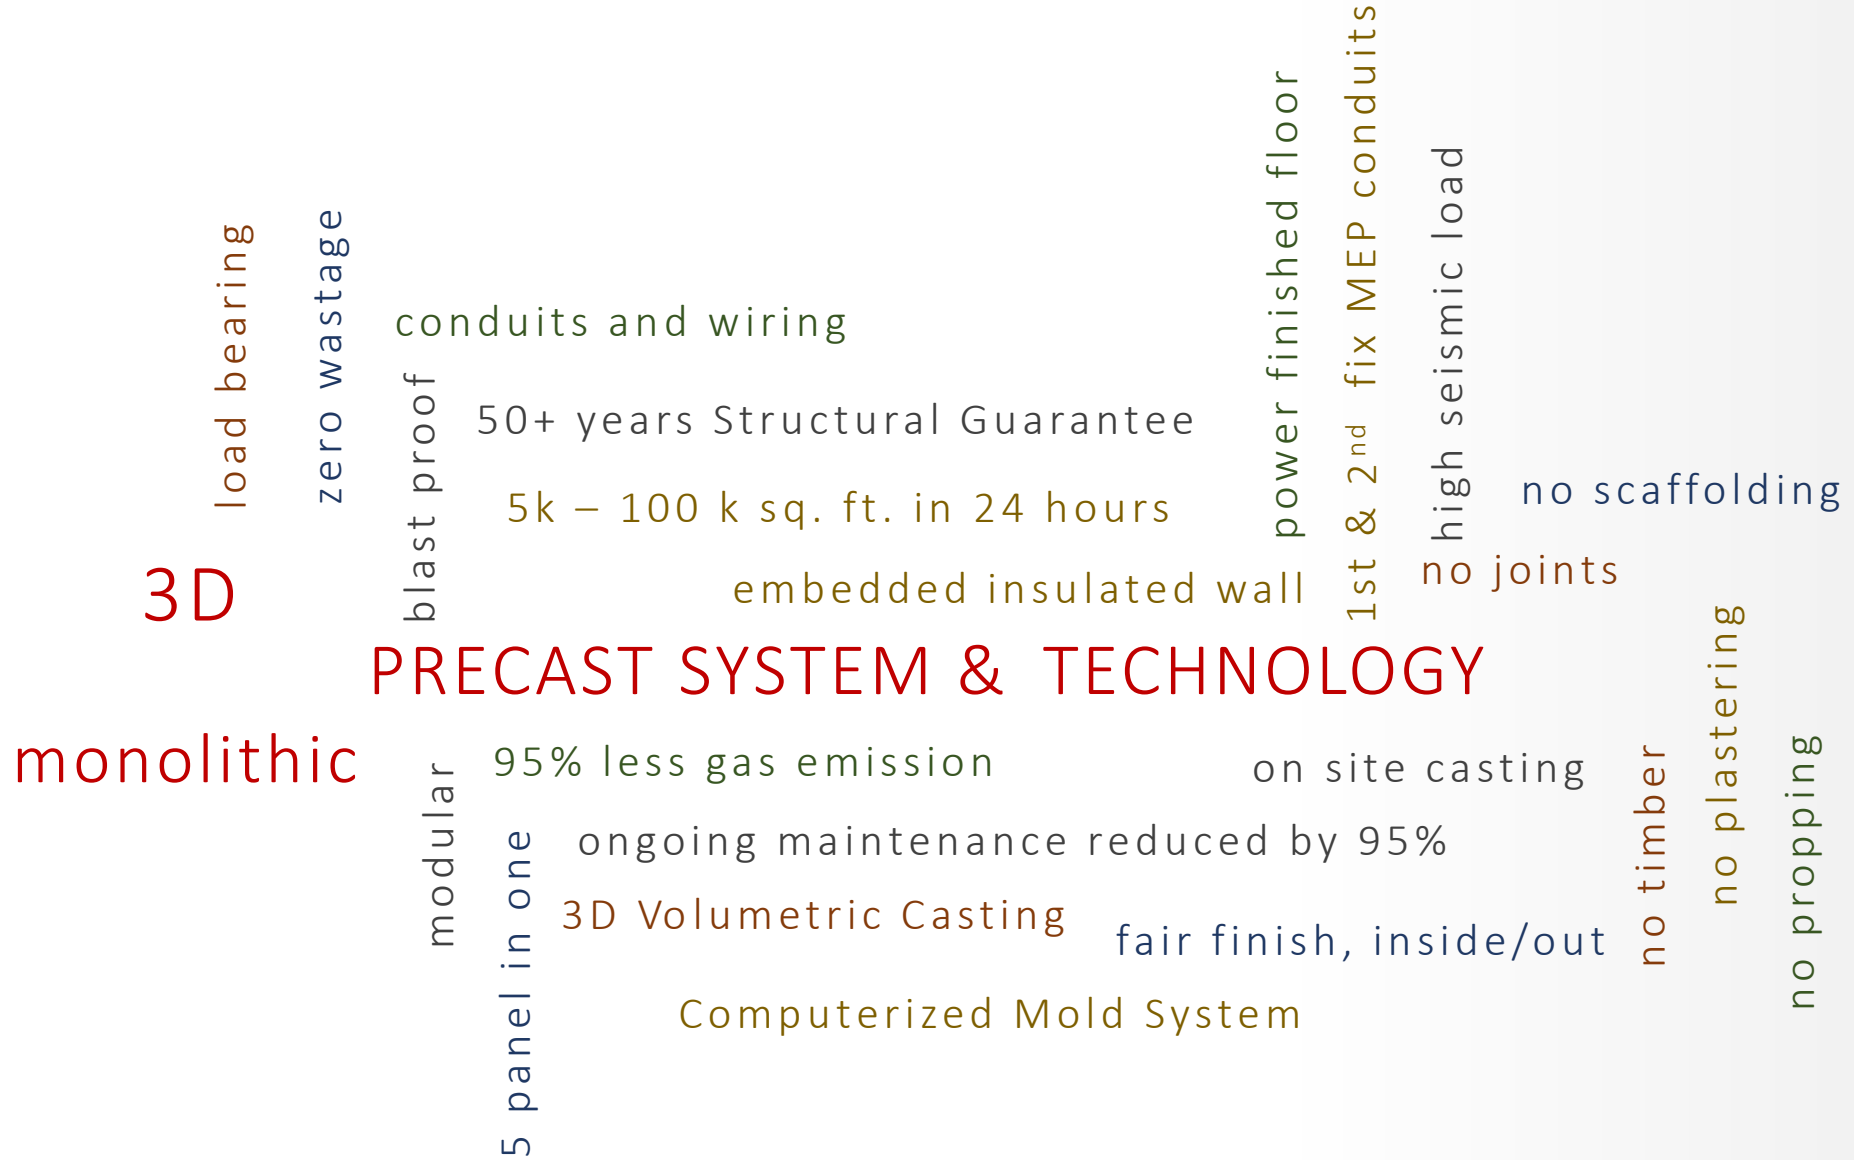 1st & 2nd fix MEP conduits
power finished floor
high seismic load
load bearing
zero wastage
conduits and wiring
blast proof
50+ years Structural Guarantee
5k – 100 k sq. ft. in 24 hours
no scaffolding
embedded insulated wall
no joints
3D
PRECAST SYSTEM & TECHNOLOGY
monolithic
modular
95% less gas emission
on site casting
no timber
no plastering
no propping
ongoing maintenance reduced by 95%
5 panel in one
3D Volumetric Casting
fair finish, inside/out
Computerized Mold System